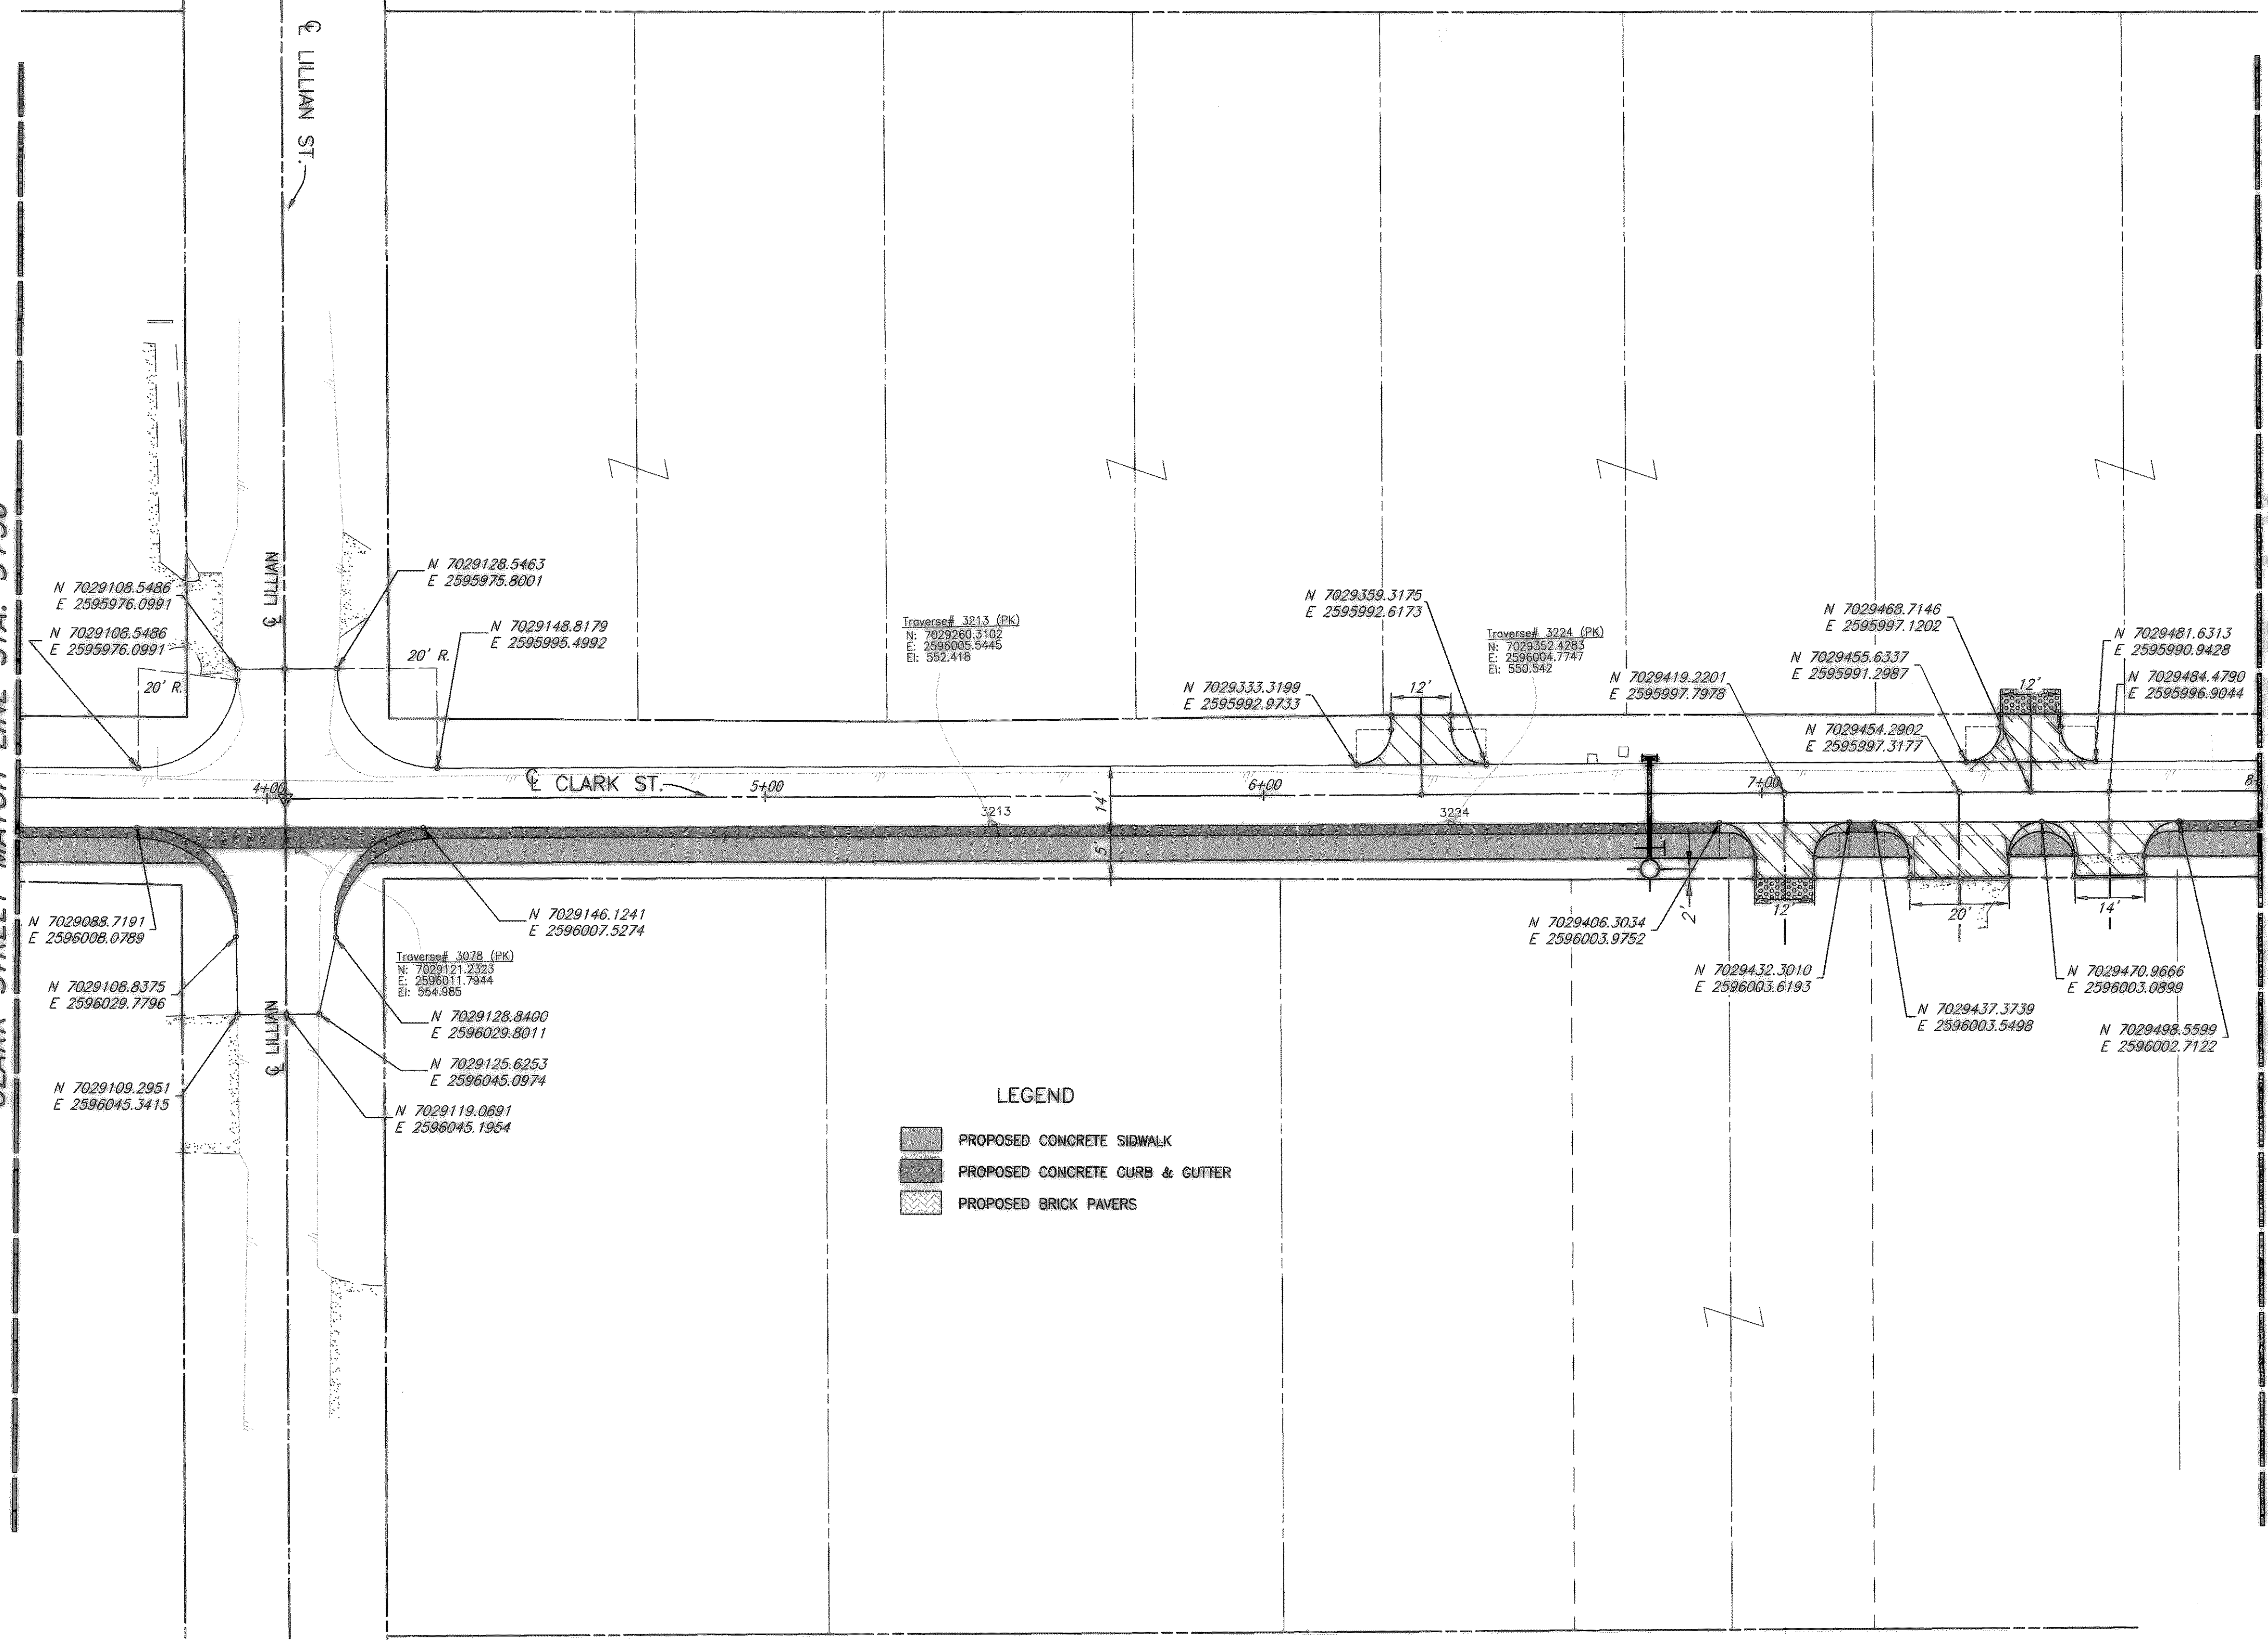 ℄ LILLIAN ST.
℄ LILLIAN
N 7029108.5486
E 2595976.0991
N 7029108.5486
E 2595976.0991
20' R.
N 7029128.5463
E 2595975.8001
N 7029148.8179
E 2595995.4992
20' R.
Traverse# 3213 (PK)
N: 7029260.3102
E: 2596005.5445
El: 552.418
N 7029359.3175
E 2595992.6173
N 7029333.3199
E 2595992.9733
12'
Traverse# 3224 (PK)
N: 7029352.4283
E: 2596004.7747
El: 550.542
N 7029419.2201
E 2595997.7978
N 7029468.7146
E 2595997.1202
N 7029455.6337
E 2595991.2987
N 7029454.2902
E 2595997.3177
12'
N 7029481.6313
E 2595990.9428
N 7029484.4790
E 2595996.9044
4+00
℄ CLARK ST.
5+00
6+00
7+00
3213
14'
3224
5'
2'
12'
20'
14'
N 7029088.7191
E 2596008.0789
N 7029146.1241
E 2596007.5274
Traverse# 3078 (PK)
N: 7029121.2323
E: 2596011.7944
El: 554.985
N 7029108.8375
E 2596029.7796
℄ LILLIAN
N 7029128.8400
E 2596029.8011
N 7029125.6253
E 2596045.0974
N 7029109.2951
E 2596045.3415
N 7029119.0691
E 2596045.1954
N 7029406.3034
E 2596003.9752
N 7029432.3010
E 2596003.6193
N 7029437.3739
E 2596003.5498
N 7029470.9666
E 2596003.0899
N 7029498.5599
E 2596002.7122
LEGEND
PROPOSED CONCRETE SIDWALK
PROPOSED CONCRETE CURB & GUTTER
PROPOSED BRICK PAVERS